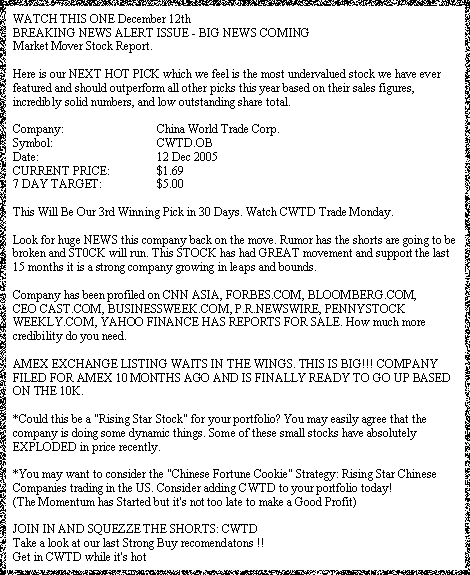 WATCH THIS ONE December 12th
BREAKING NEWS ALERT ISSUE - BIG NEWS COMING
Market Mover Stock Report.
Here is our NEXT HOT PICK which we feel is the most undervalued stock we have ever
featured and should outperform all other picks this year based on their sales figures,
incredibly solid numbers, and low outstanding share total.
Company: China World Trade Corp.
Symbol: CWTD.OB
Date: 12 Dec 2005
CURRENT PRICE: $1.69
7 DAY TARGET: $5.00
This Will Be Our 3rd Winning Pick in 30 Days. Watch CWTD Trade Monday.
Look for huge NEWS this company back on the move. Rumor has the shorts are going to be
broken and ST0CK will run. This STOCK has had GREAT movement and support the last
15 months it is a strong company growing in leaps and bounds.
Company has been profiled on CNN ASIA, FORBES.COM, BLOOMBERG.COM,
CEO CAST.COM, BUSINESSWEEK.COM, P.R.NEWSWIRE, PENNYSTOCK
WEEKLY.COM, YAHOO FINANCE HAS REPORTS FOR SALE. How much more
credibility do you need.
AMEX EXCHANGE LISTING WAITS IN THE WINGS. THIS IS BIG!!! COMPANY
FILED FOR AMEX 10 MONTHS AGO AND IS FINALLY READY TO GO UP BASED
ON THE 10K.
*Could this be a "Rising Star Stock" for your portfolio? You may easily agree that the
company is doing some dynamic things. Some of these small stocks have absolutely
EXPLODED in price recently.
*You may want to consider the "Chinese Fortune Cookie" Strategy: Rising Star Chinese
Companies trading in the US. Consider adding CWTD to your portfolio today!
(The Momentum has Started but it's not too late to make a Good Profit)
JOIN IN AND SQUEZZE THE SHORTS: CWTD
Take a look at our last Strong Buy recomendatons !!
Get in CWTD while it's hot